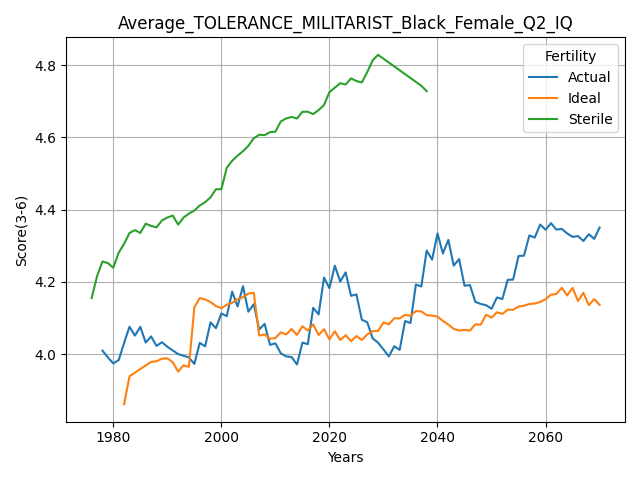 Average_TOLERANCE_MILITARIST_Black_Female_Q2_IQ
Fertility
Actual
Ideal
Sterile
Score(3-6)
4.8
4.6
4.4
4.2
4.0
1980
2000
2020
2040
2060
Years